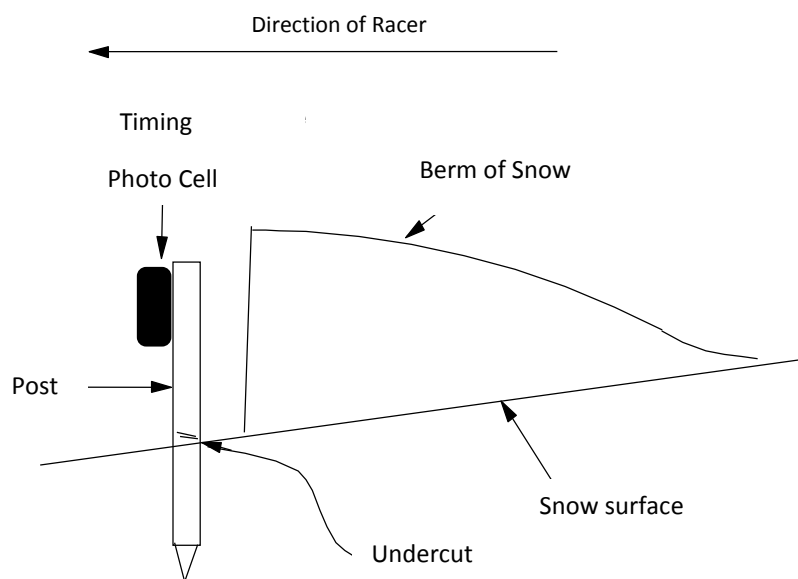 Direction of Racer
Timing
Photo Cell
Berm of Snow
Post
Snow surface
Undercut